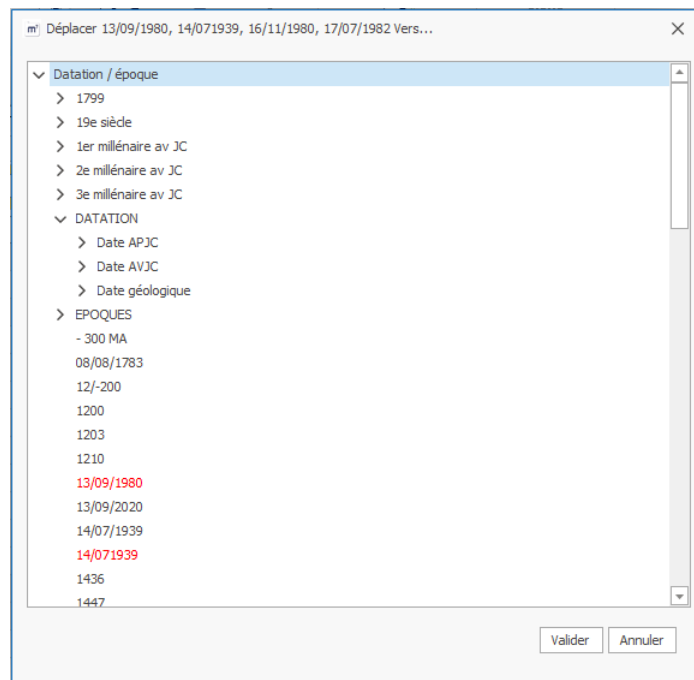 m² Déplacer 13/09/1980, 14/071939, 16/11/1980, 17/07/1982 Vers...
Datation / époque
1799
19e siècle
1er millénaire av JC
2e millénaire av JC
3e millénaire av JC
DATATION
Date APJC
Date AVJC
Date géologique
EPOQUES
- 300 MA
08/08/1783
12/-200
1200
1203
1210
13/09/1980
13/09/2020
14/07/1939
14/071939
1436
1447
Valider Annuler